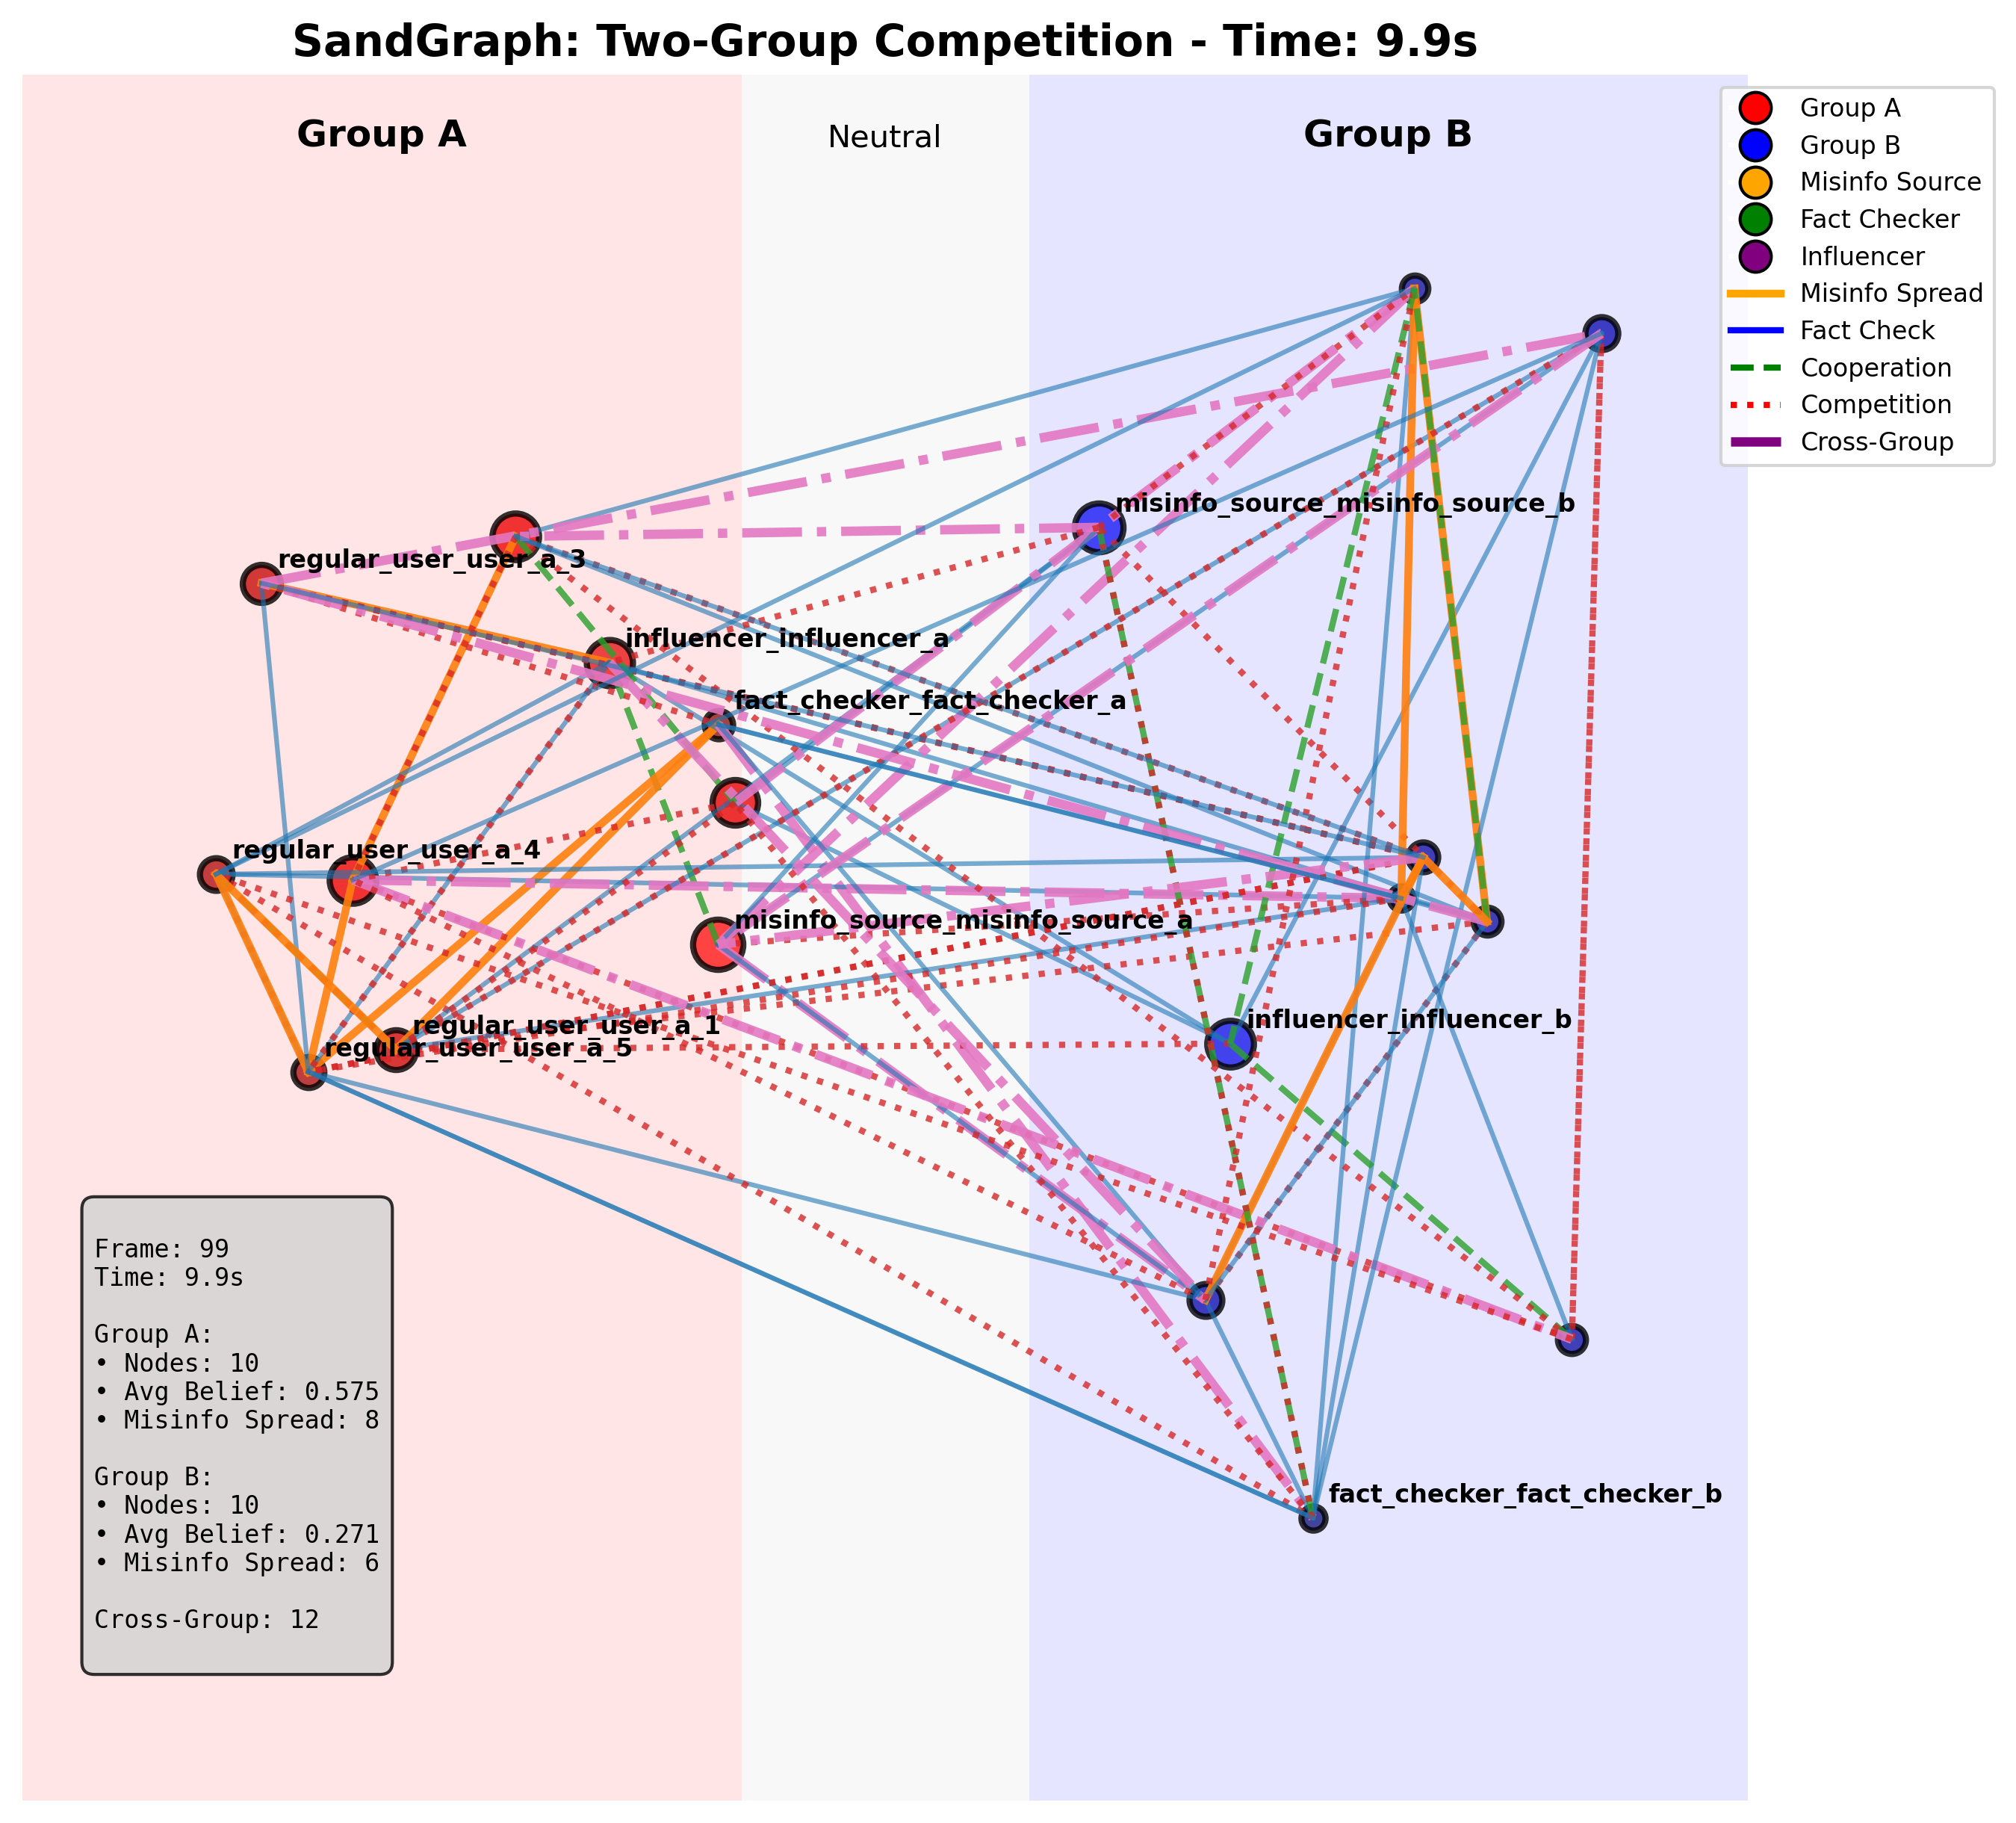 SandGraph: Two-Group Competition - Time: 9.9s
Group A
Neutral
Group B
Group A
Group B
Misinfo Source
Fact Checker
Influencer
Misinfo Spread
Fact Check
Cooperation
Competition
Cross-Group
misinfo_source_misinfo_source_b
regular_user_user_a_3
influencer_influencer_a
fact_checker_fact_checker_a
regular_user_user_a_4
misinfo_source_misinfo_source_a
regular_user_user_a_1
influencer_influencer_b
regular_user_user_a_5
fact_checker_fact_checker_b
Frame: 99
Time: 9.9s
Group A:
• Nodes: 10
• Avg Belief: 0.575
• Misinfo Spread: 8
Group B:
• Nodes: 10
• Avg Belief: 0.271
• Misinfo Spread: 6
Cross-Group: 12